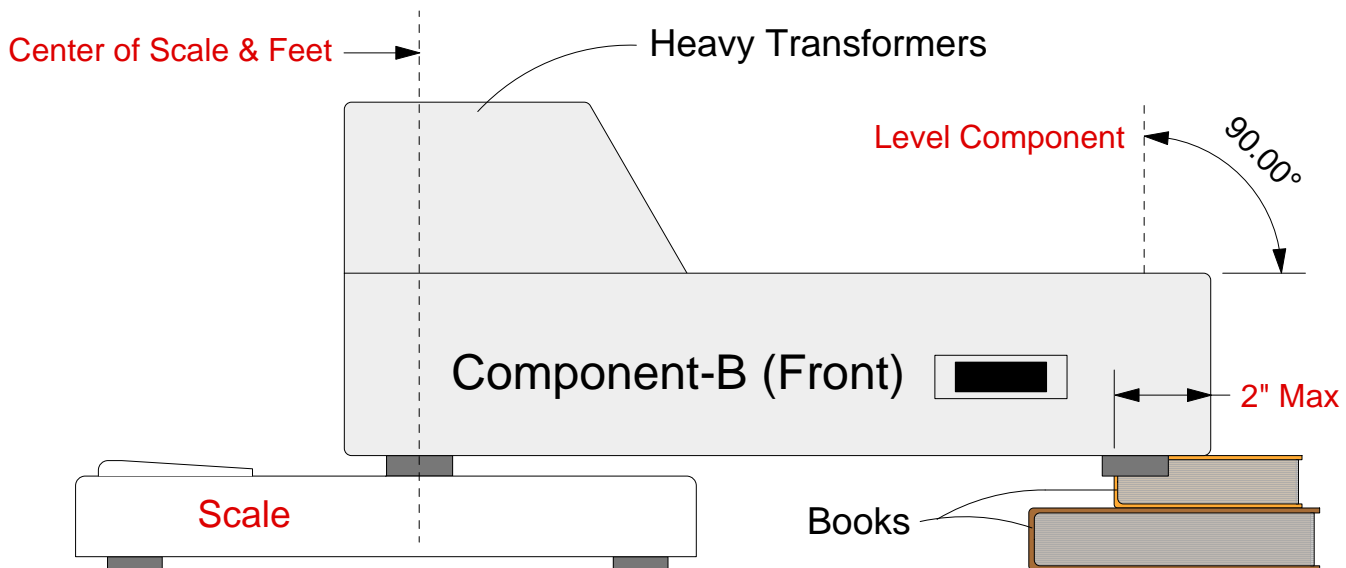 Center of Scale & Feet
Heavy Transformers
Level Component
90.00°
Component-B (Front)
2" Max
Scale
Books